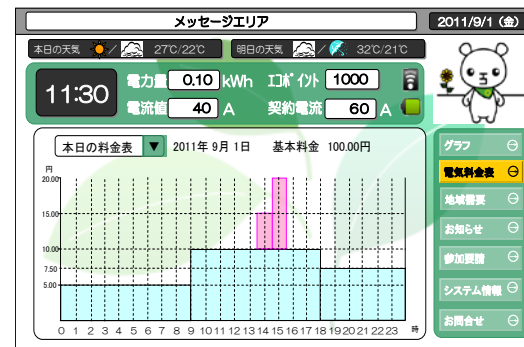 メッセージエリア
2011/9/1 (金)
本日の天気 / 27℃/22℃ 明日の天気 / 32℃/21℃
11:30
電力量 0.10 kWh エコポイント 1000
電流値 40 A 契約電流 60 A
本日の料金表 ▼ 2011年 9月 1日 基本料金 100.00円
円
20.00
15.00
10.00
7.50
5.00
0 1 2 3 4 5 6 7 8 9 10 11 12 13 14 15 16 17 18 19 20 21 22 23 時
グラフ
電気料金表
地域需要
お知らせ
参加要請
システム情報
お問合せ